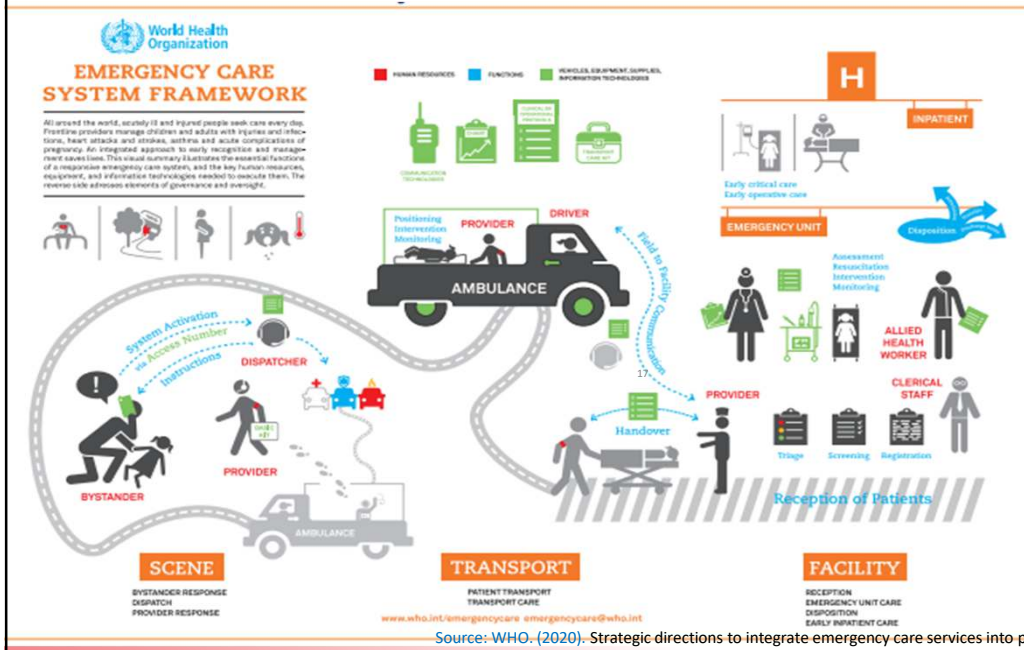 World Health
Organization
EMERGENCY CARE
SYSTEM FRAMEWORK
All around the world, acutely ill and injured people seek care every day.
Frontline providers manage children and adults with injuries and infec-
tions, heart attacks and strokes, asthma and acute complications of
pregnancy. An integrated approach to early recognition and manage-
ment saves lives. This visual summary illustrates the essential functions
of a responsive emergency care system, and the key human resources,
equipment, and information technologies needed to execute them. The
reverse side adresses elements of governance and oversight.
HUMAN RESOURCES
FUNCTIONS
VEHICLES, EQUIPMENT, SUPPLIES,
INFORMATION TECHNOLOGIES
COMMUNICATION
TECHNOLOGIES
CHART
H
INPATIENT
Early critical care
Early operative care
EMERGENCY UNIT
Disposition
Positioning
Intervention
Monitoring
PROVIDER
DRIVER
AMBULANCE
Field to Facility Communication
17
Assessment
Resuscitation
Intervention
Monitoring
ALLIED
HEALTH
WORKER
System Activation
via Access Number
Instructions
DISPATCHER
!
BYSTANDER
PROVIDER
AMBULANCE
Handover
PROVIDER
CLERICAL
STAFF
Triage
Screening
Registration
Reception of Patients
SCENE
BYSTANDER RESPONSE
DISPATCH
PROVIDER RESPONSE
TRANSPORT
PATIENT TRANSPORT
TRANSPORT CARE
FACILITY
RECEPTION
EMERGENCY UNIT CARE
DISPOSITION
EARLY INPATIENT CARE
www.who.int/emergencycare emergencycare@who.int
Source: WHO. (2020). Strategic directions to integrate emergency care services into p